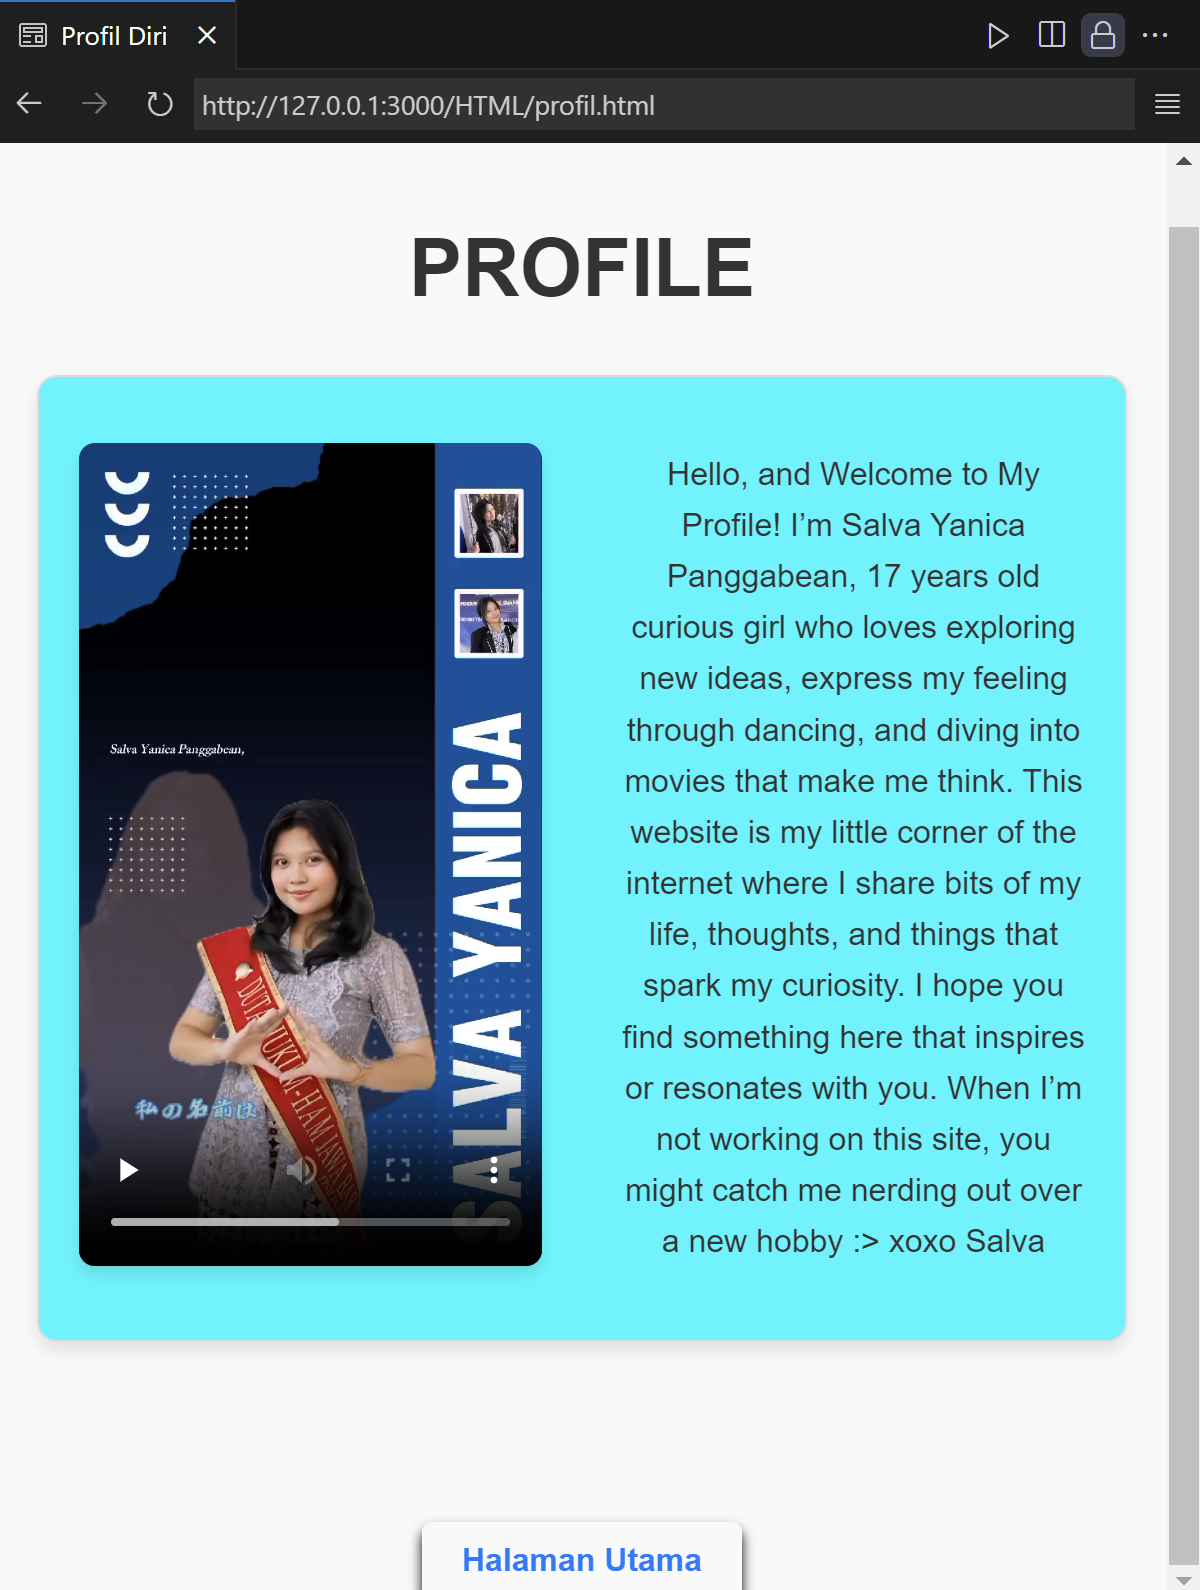 Profil Diri
http://127.0.0.1:3000/HTML/profil.html
PROFILE
Salva Yanica Panggabean,
SALVA YANICA
私の名前は
Hello, and Welcome to My
Profile! I’m Salva Yanica
Panggabean, 17 years old
curious girl who loves exploring
new ideas, express my feeling
through dancing, and diving into
movies that make me think. This
website is my little corner of the
internet where I share bits of my
life, thoughts, and things that
spark my curiosity. I hope you
find something here that inspires
or resonates with you. When I’m
not working on this site, you
might catch me nerding out over
a new hobby :> xoxo Salva
Halaman Utama